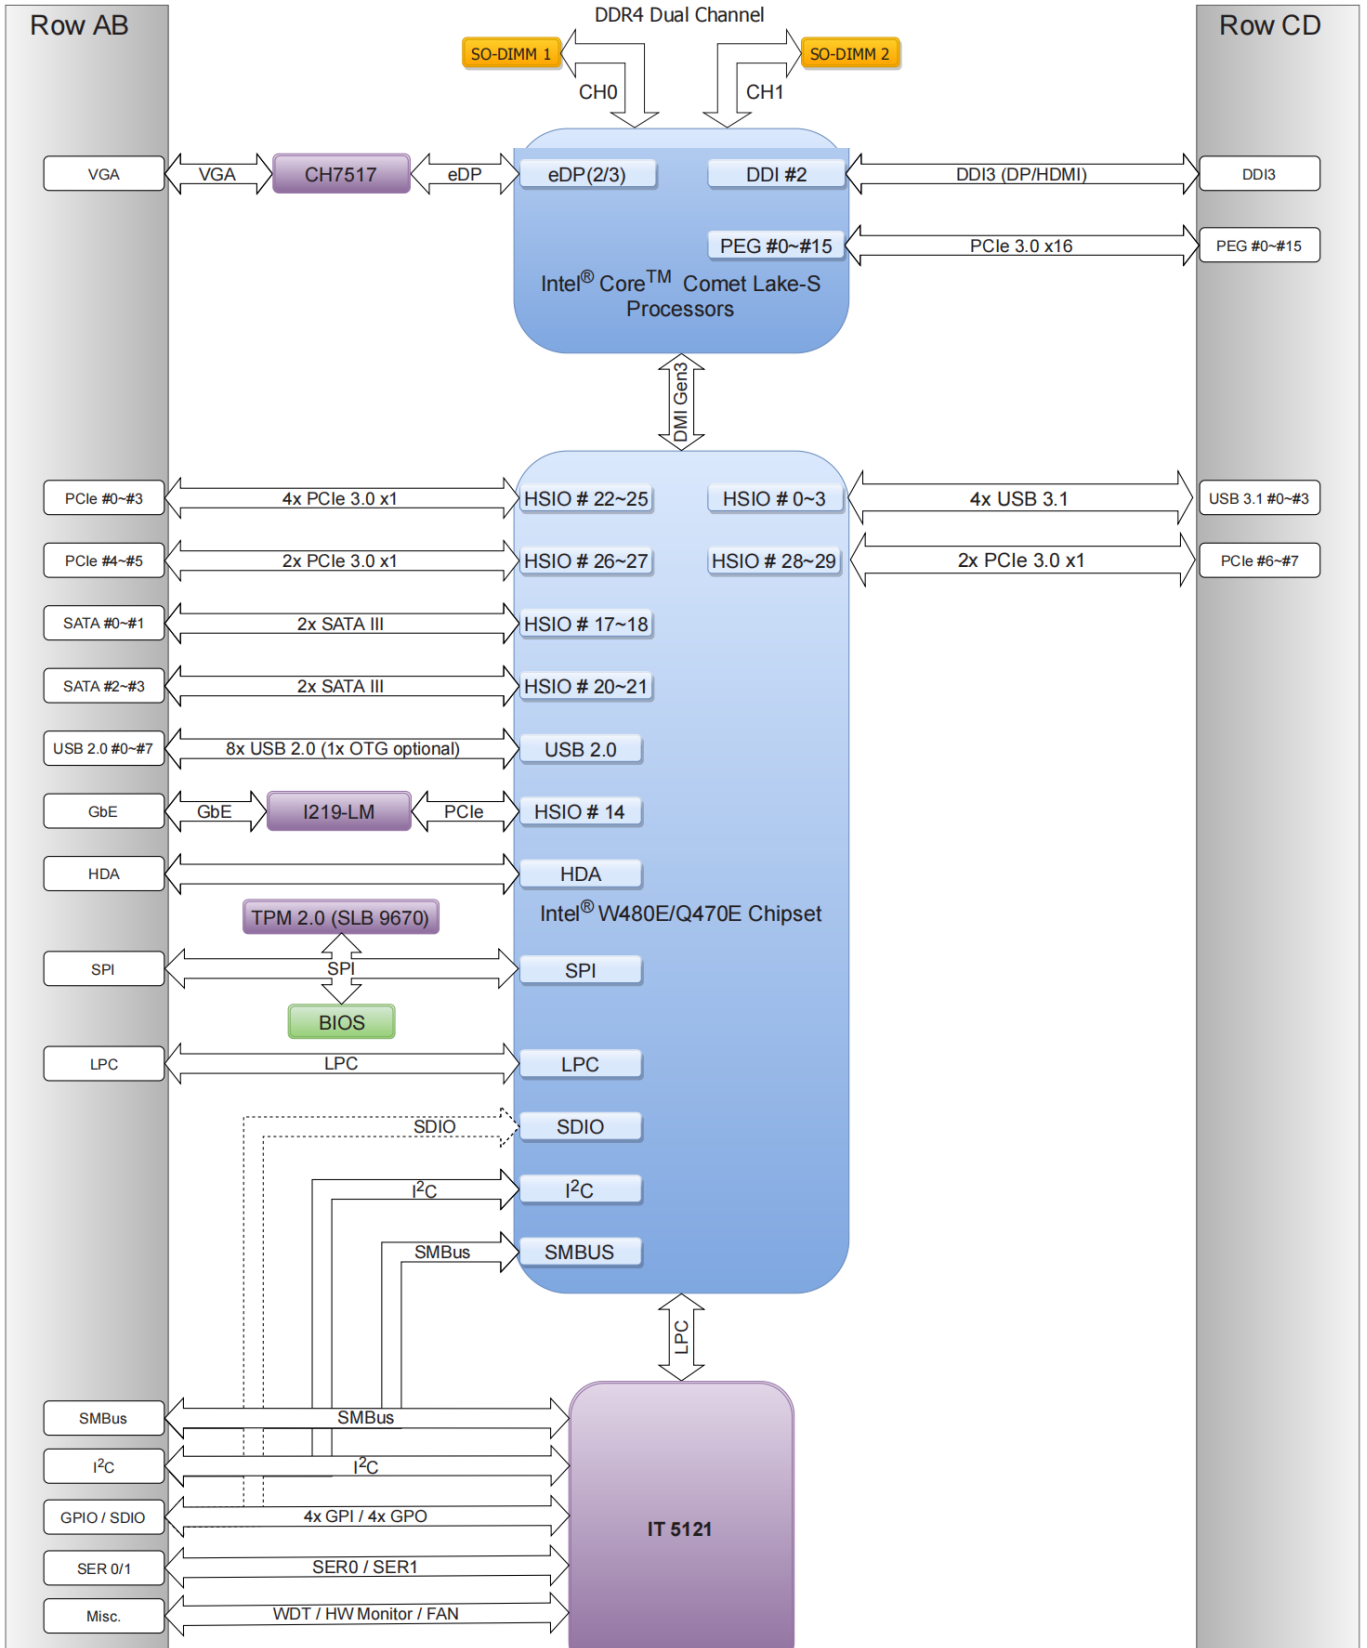 Row AB
DDR4 Dual Channel
Row CD
SO-DIMM 1
SO-DIMM 2
CH0
CH1
VGA
VGA
CH7517
eDP
eDP(2/3)
DDI #2
DDI3 (DP/HDMI)
DDI3
PEG #0~#15
PCIe 3.0 x16
PEG #0~#15
Intel® Core™ Comet Lake-S
Processors
DMI Gen3
PCIe #0~#3
4x PCIe 3.0 x1
HSIO # 22~25
HSIO # 0~3
4x USB 3.1
USB 3.1 #0~#3
PCIe #4~#5
2x PCIe 3.0 x1
HSIO # 26~27
HSIO # 28~29
2x PCIe 3.0 x1
PCIe #6~#7
SATA #0~#1
2x SATA III
HSIO # 17~18
SATA #2~#3
2x SATA III
HSIO # 20~21
USB 2.0 #0~#7
8x USB 2.0 (1x OTG optional)
USB 2.0
GbE
GbE
I219-LM
PCIe
HSIO # 14
HDA
HDA
TPM 2.0 (SLB 9670)
Intel® W480E/Q470E Chipset
SPI
SPI
SPI
BIOS
LPC
LPC
LPC
SDIO
SDIO
I²C
I²C
SMBus
SMBUS
LPC
SMBus
SMBus
I²C
I²C
GPIO / SDIO
4x GPI / 4x GPO
IT 5121
SER 0/1
SER0 / SER1
Misc.
WDT / HW Monitor / FAN